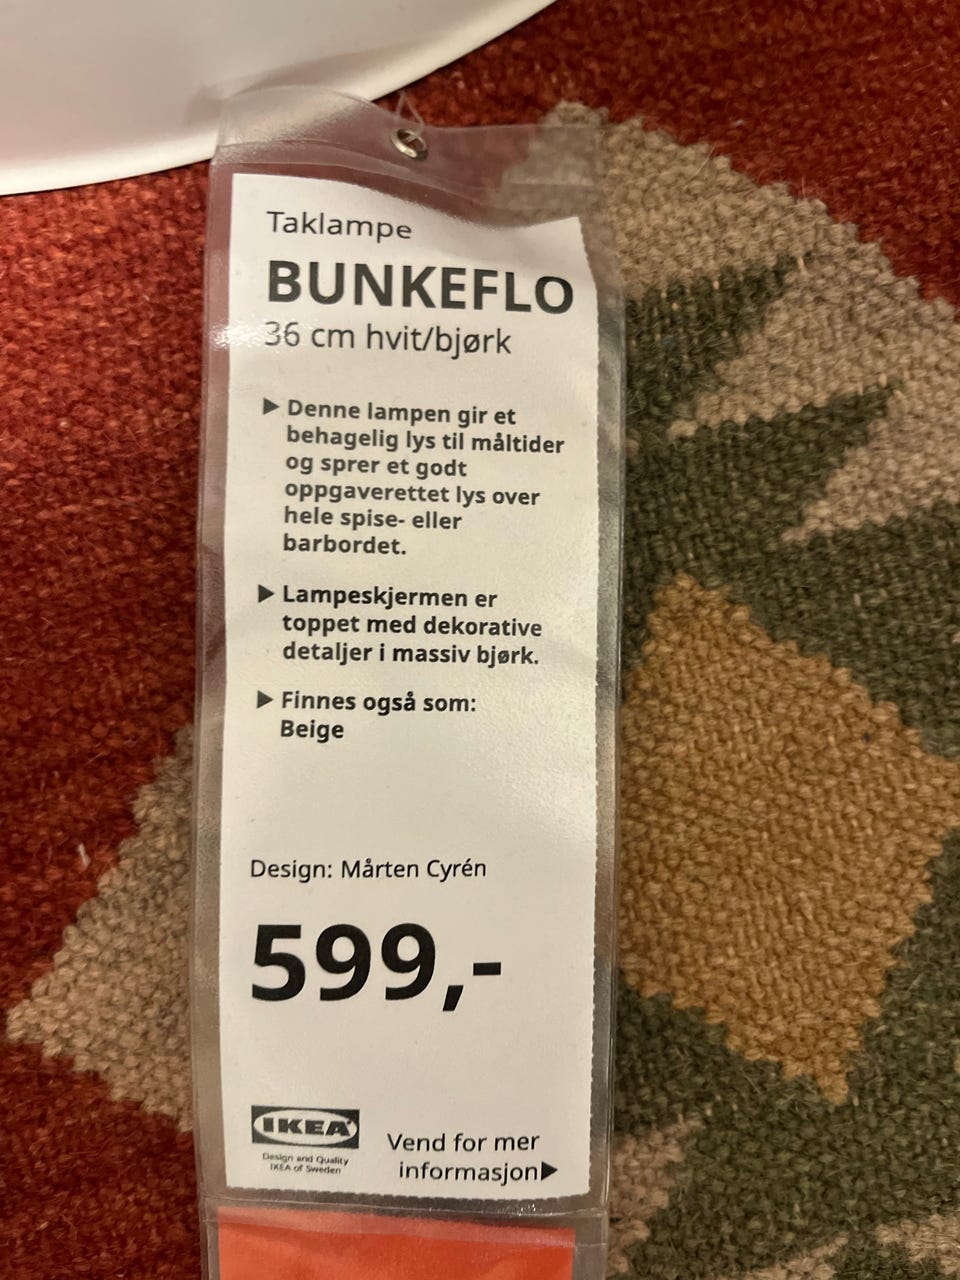 Taklampe
BUNKEFLO
36 cm hvit/bjørk
▶ Denne lampen gir et
behagelig lys til måltider
og sprer et godt
oppgaverettet lys over
hele spise- eller
barbordet.
▶ Lampeskjermen er
toppet med dekorative
detaljer i massiv bjørk.
▶ Finnes også som:
Beige
Design: Mårten Cyrén
599,-
IKEA
Design and Quality
IKEA of Sweden
Vend for mer
informasjon▶